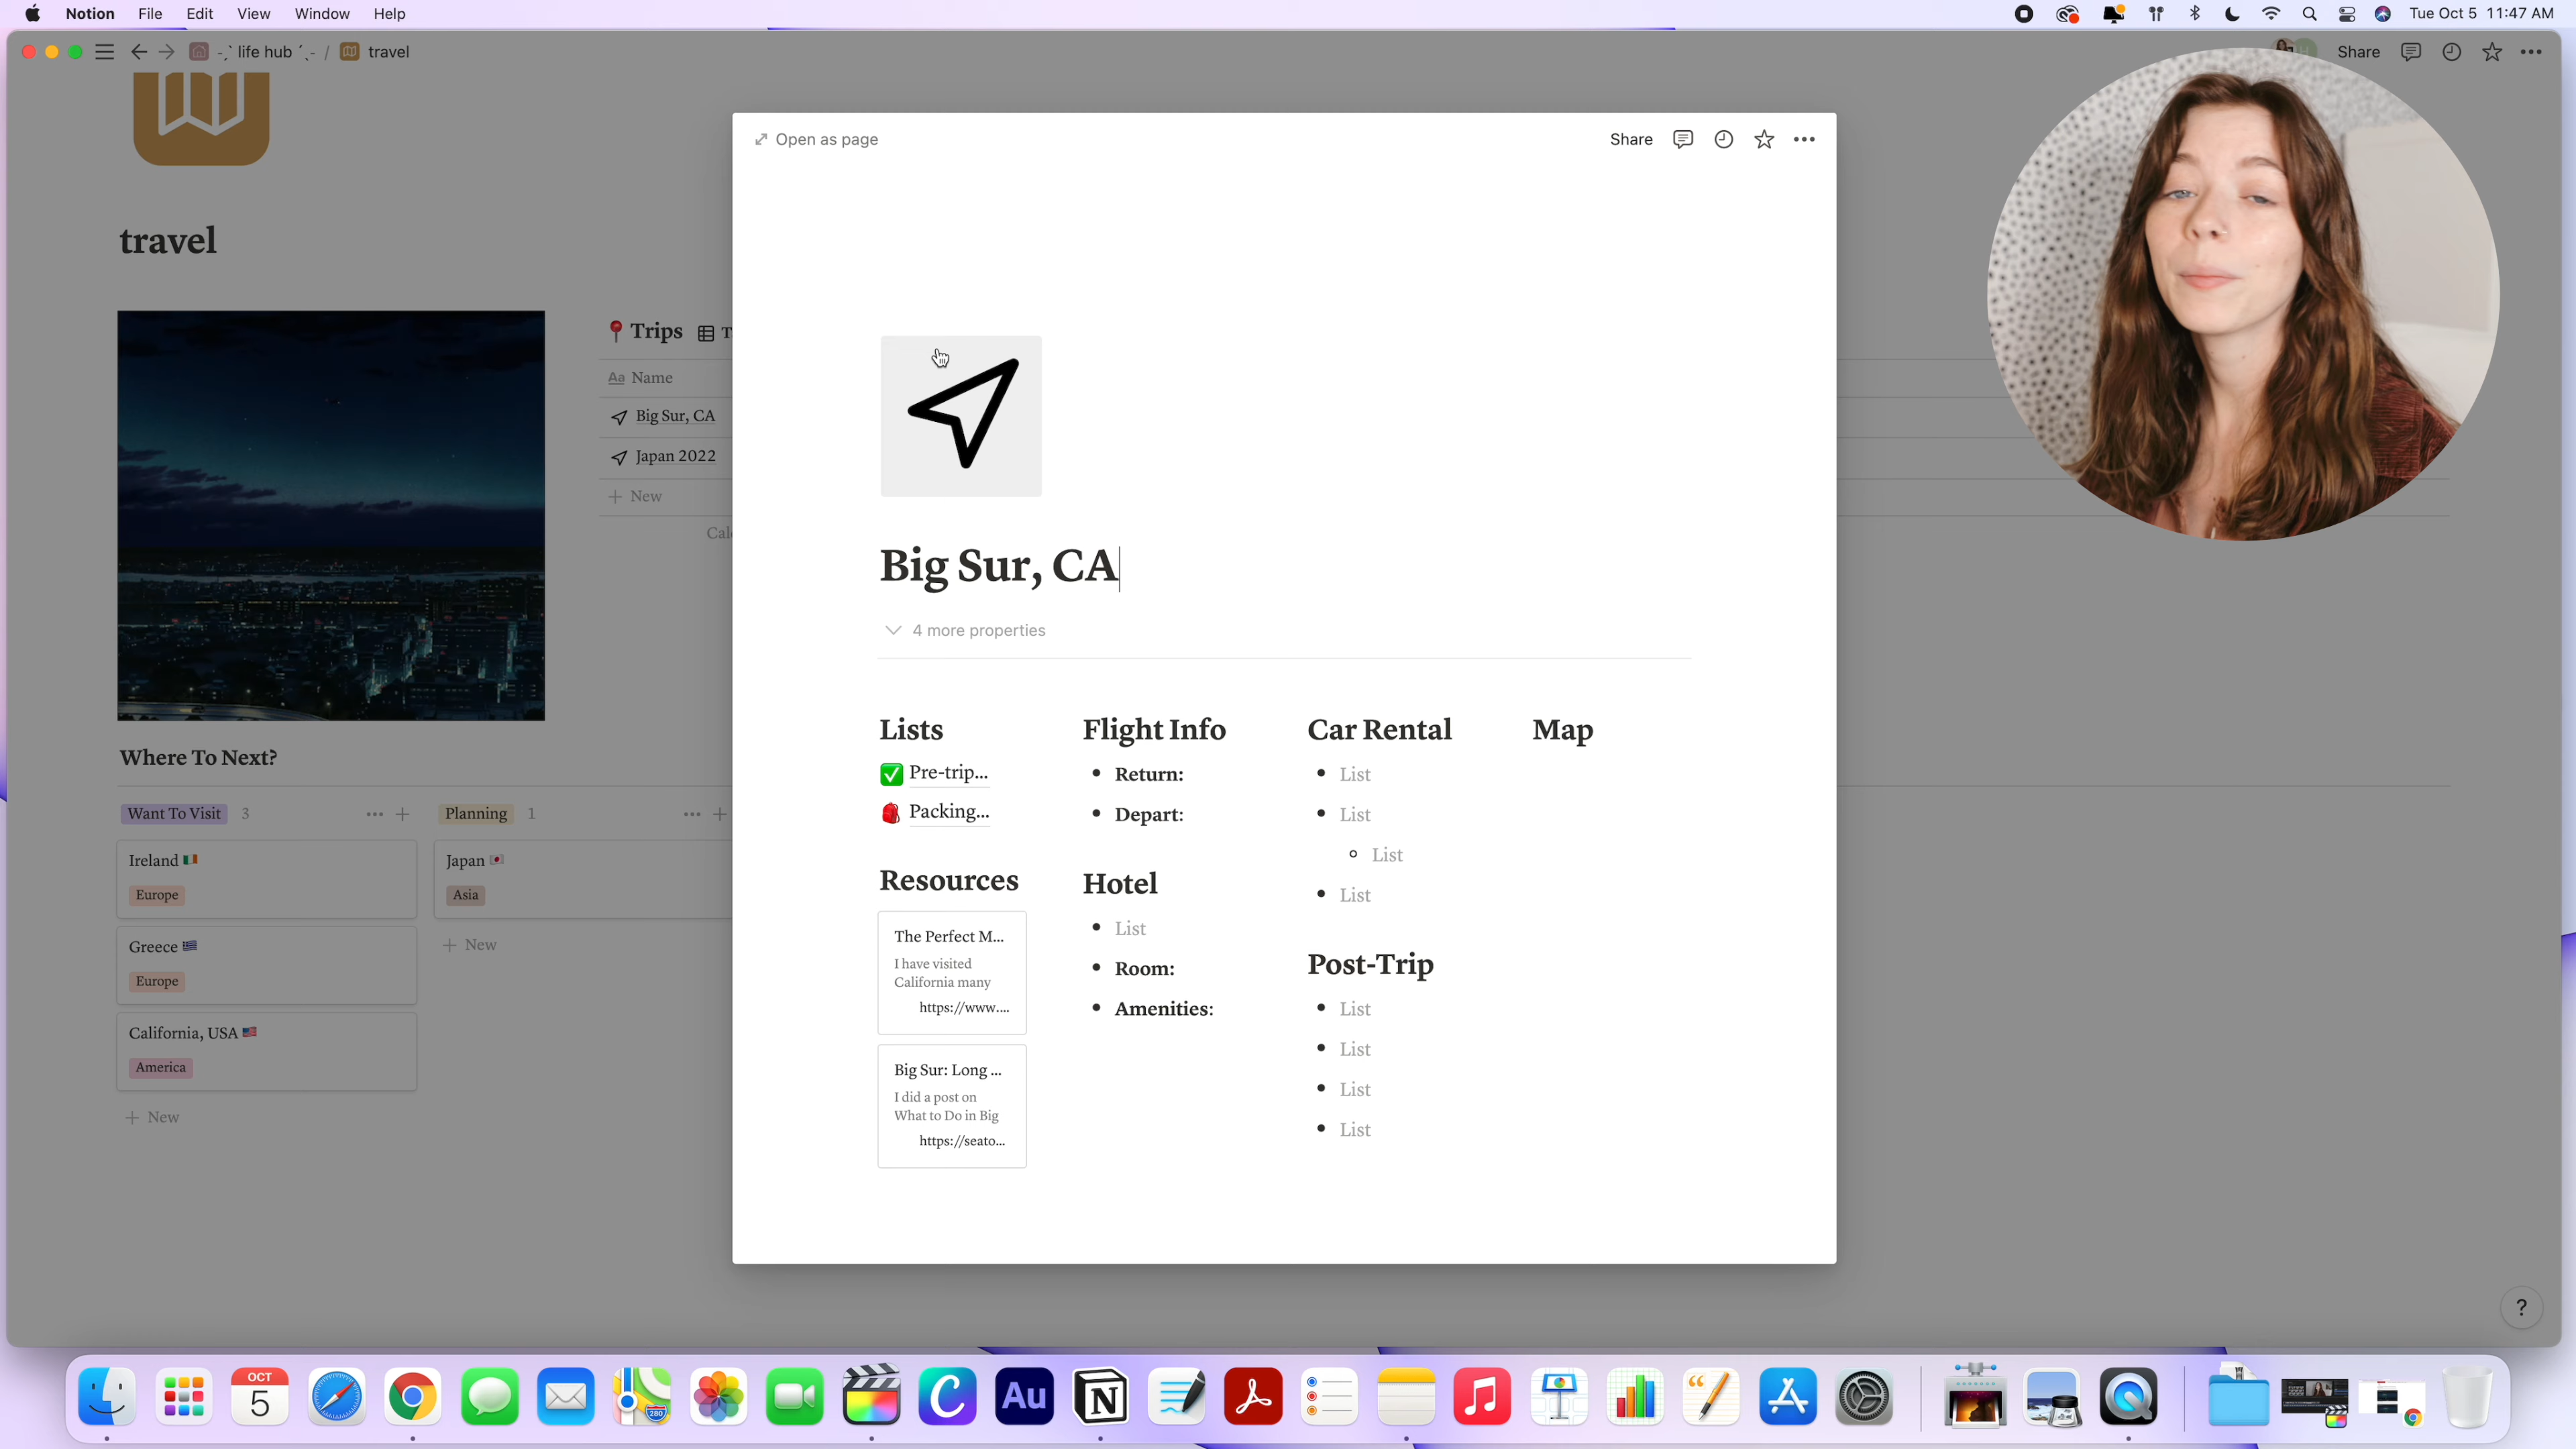 Notion File Edit View Window Help
Tue Oct 5 11:47 AM
-ˏˋ life hub ˊˎ- / travel
Share
travel
Trips
Aa Name
Big Sur, CA
Japan 2022
+ New
Where To Next?
Want To Visit 3
Ireland
Europe
Greece
Europe
California, USA
America
+ New
Planning 1
Japan
Asia
+ New
Open as page
Share
Big Sur, CA
4 more properties
Lists
Pre-trip...
Packing...
Resources
The Perfect M...
I have visited
California many
https://www....
Big Sur: Long ...
I did a post on
What to Do in Big
https://seato...
Flight Info
• Return:
• Depart:
Hotel
• List
• Room:
• Amenities:
Car Rental
• List
• List
◦ List
• List
Post-Trip
• List
• List
• List
• List
Map
?
OCT
5
280
C
Au
N